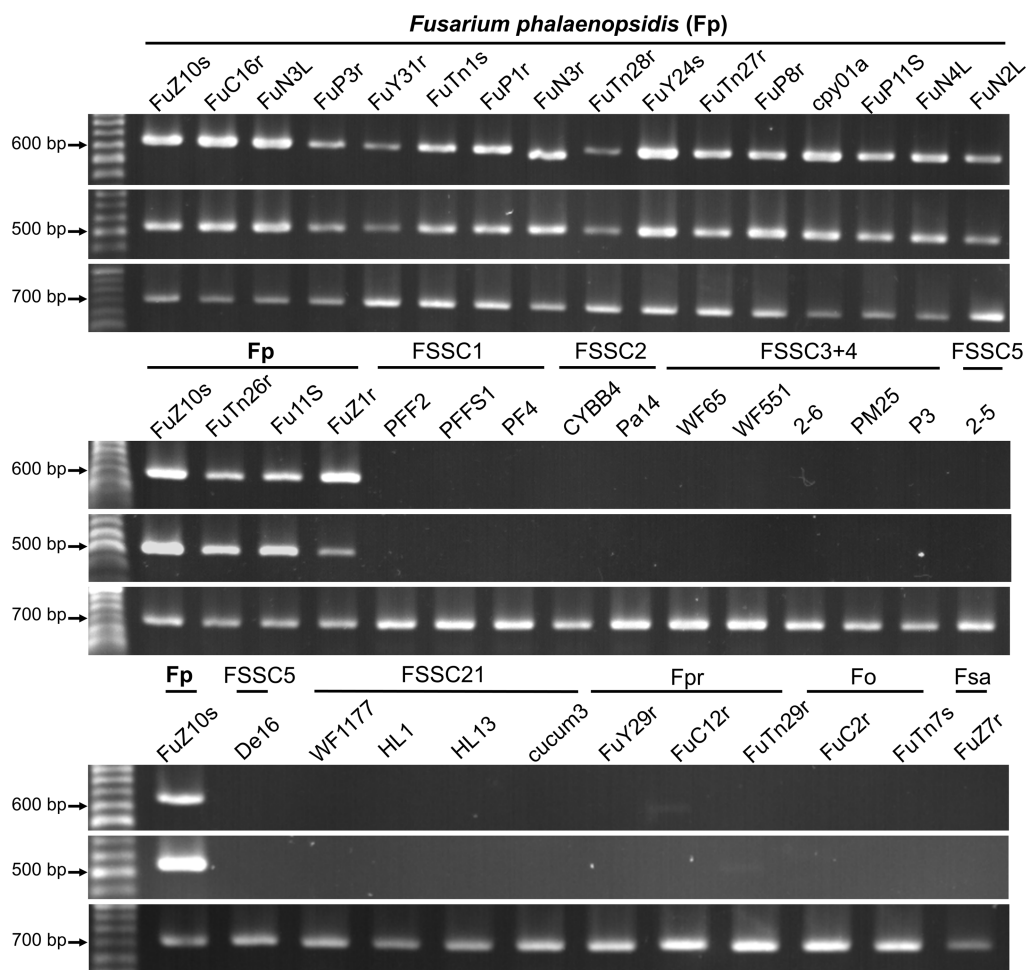 Fusarium phalaenopsidis (Fp)
FuZ10s FuC16r FuN3L FuP3r FuY31r FuTn1s FuP1r FuN3r FuTn28r FuY24s FuTn27r FuP8r cpy01a FuP11S FuN4L FuN2L
600 bp
500 bp
700 bp
Fp FSSC1 FSSC2 FSSC3+4 FSSC5
FuZ10s FuTn26r Fu11S FuZ1r PFF2 PFFS1 PF4 CYBB4 Pa14 WF65 WF551 2-6 PM25 P3 2-5
600 bp
500 bp
700 bp
Fp FSSC5 FSSC21 Fpr Fo Fsa
FuZ10s De16 WF1177 HL1 HL13 cucum3 FuY29r FuC12r FuTn29r FuC2r FuTn7s FuZ7r
600 bp
500 bp
700 bp